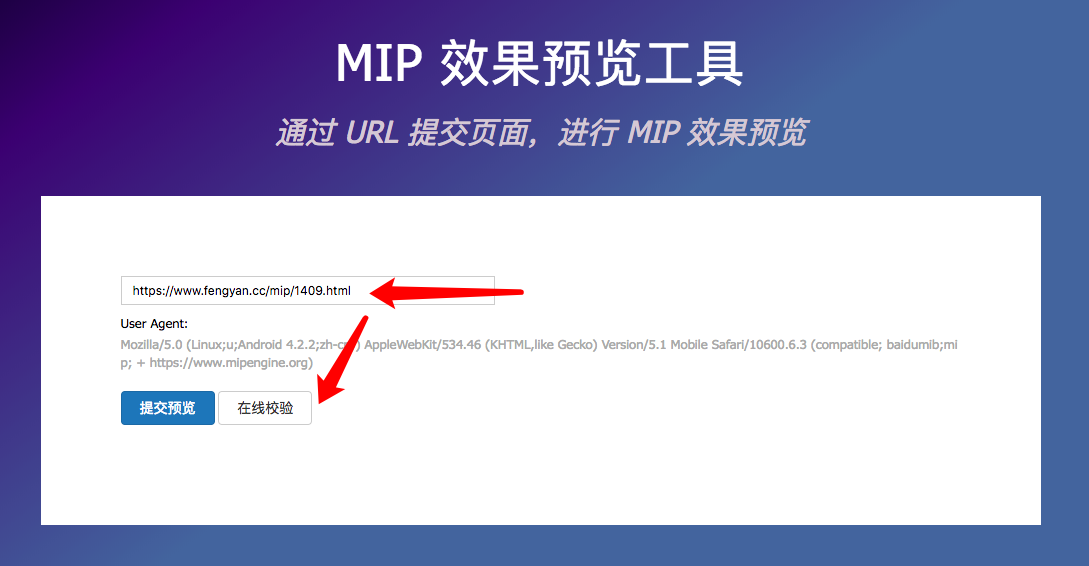 MIP 效果预览工具
通过 URL 提交页面，进行 MIP 效果预览
https://www.fengyan.cc/mip/1409.html
User Agent:
Mozilla/5.0 (Linux;u;Android 4.2.2;zh-cn;) AppleWebKit/534.46 (KHTML,like Gecko) Version/5.1 Mobile Safari/10600.6.3 (compatible; baidumib;mi
p; + https://www.mipengine.org)
提交预览 在线校验